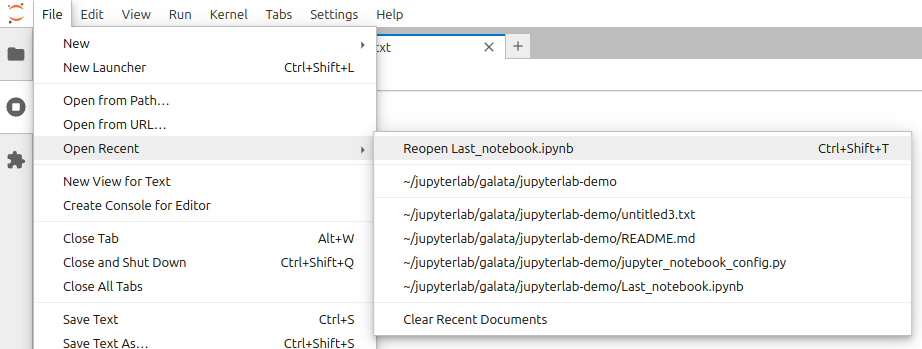 File Edit View Run Kernel Tabs Settings Help
New
txt
New Launcher Ctrl+Shift+L
Open from Path...
Open from URL...
Open Recent
Reopen Last_notebook.ipynb Ctrl+Shift+T
New View for Text
~/jupyterlab/galata/jupyterlab-demo
Create Console for Editor
~/jupyterlab/galata/jupyterlab-demo/untitled3.txt
Close Tab Alt+W
~/jupyterlab/galata/jupyterlab-demo/README.md
Close and Shut Down Ctrl+Shift+Q
~/jupyterlab/galata/jupyterlab-demo/jupyter_notebook_config.py
Close All Tabs
~/jupyterlab/galata/jupyterlab-demo/Last_notebook.ipynb
Save Text Ctrl+S
Clear Recent Documents
Save Text As... Ctrl+Shift+S